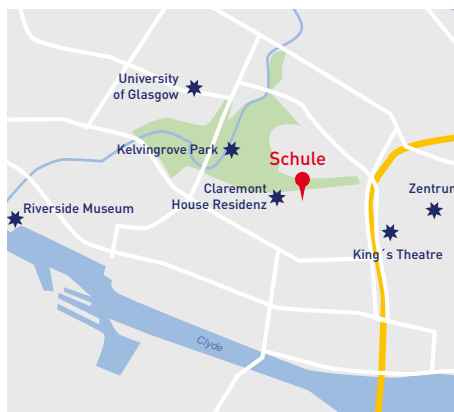 University
of Glasgow
Kelvingrove Park
Schule
Claremont
House Residenz
Zentrum
Riverside Museum
King´s Theatre
Clyde